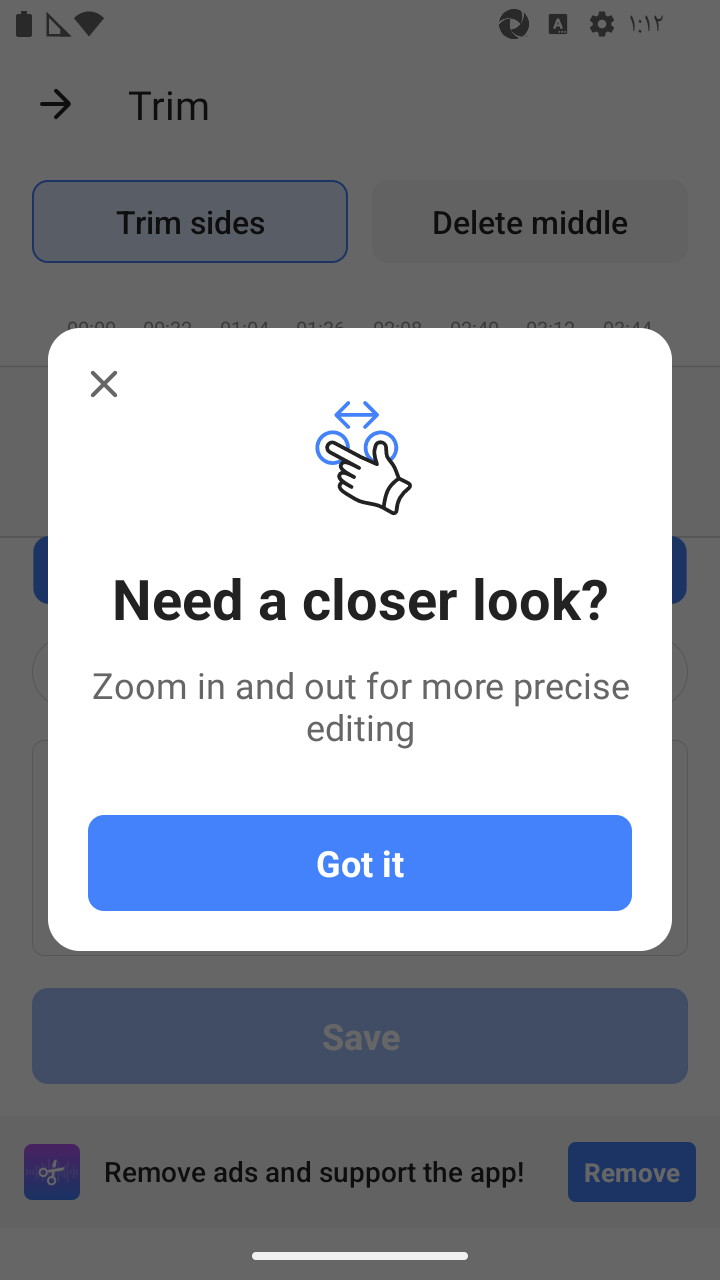 ١:١٢
Trim
Trim sides
Delete middle
00:00 00:32 01:04 01:36 02:08 02:40 03:12 03:44
Need a closer look?
Zoom in and out for more precise
editing
Got it
Save
Remove ads and support the app!
Remove